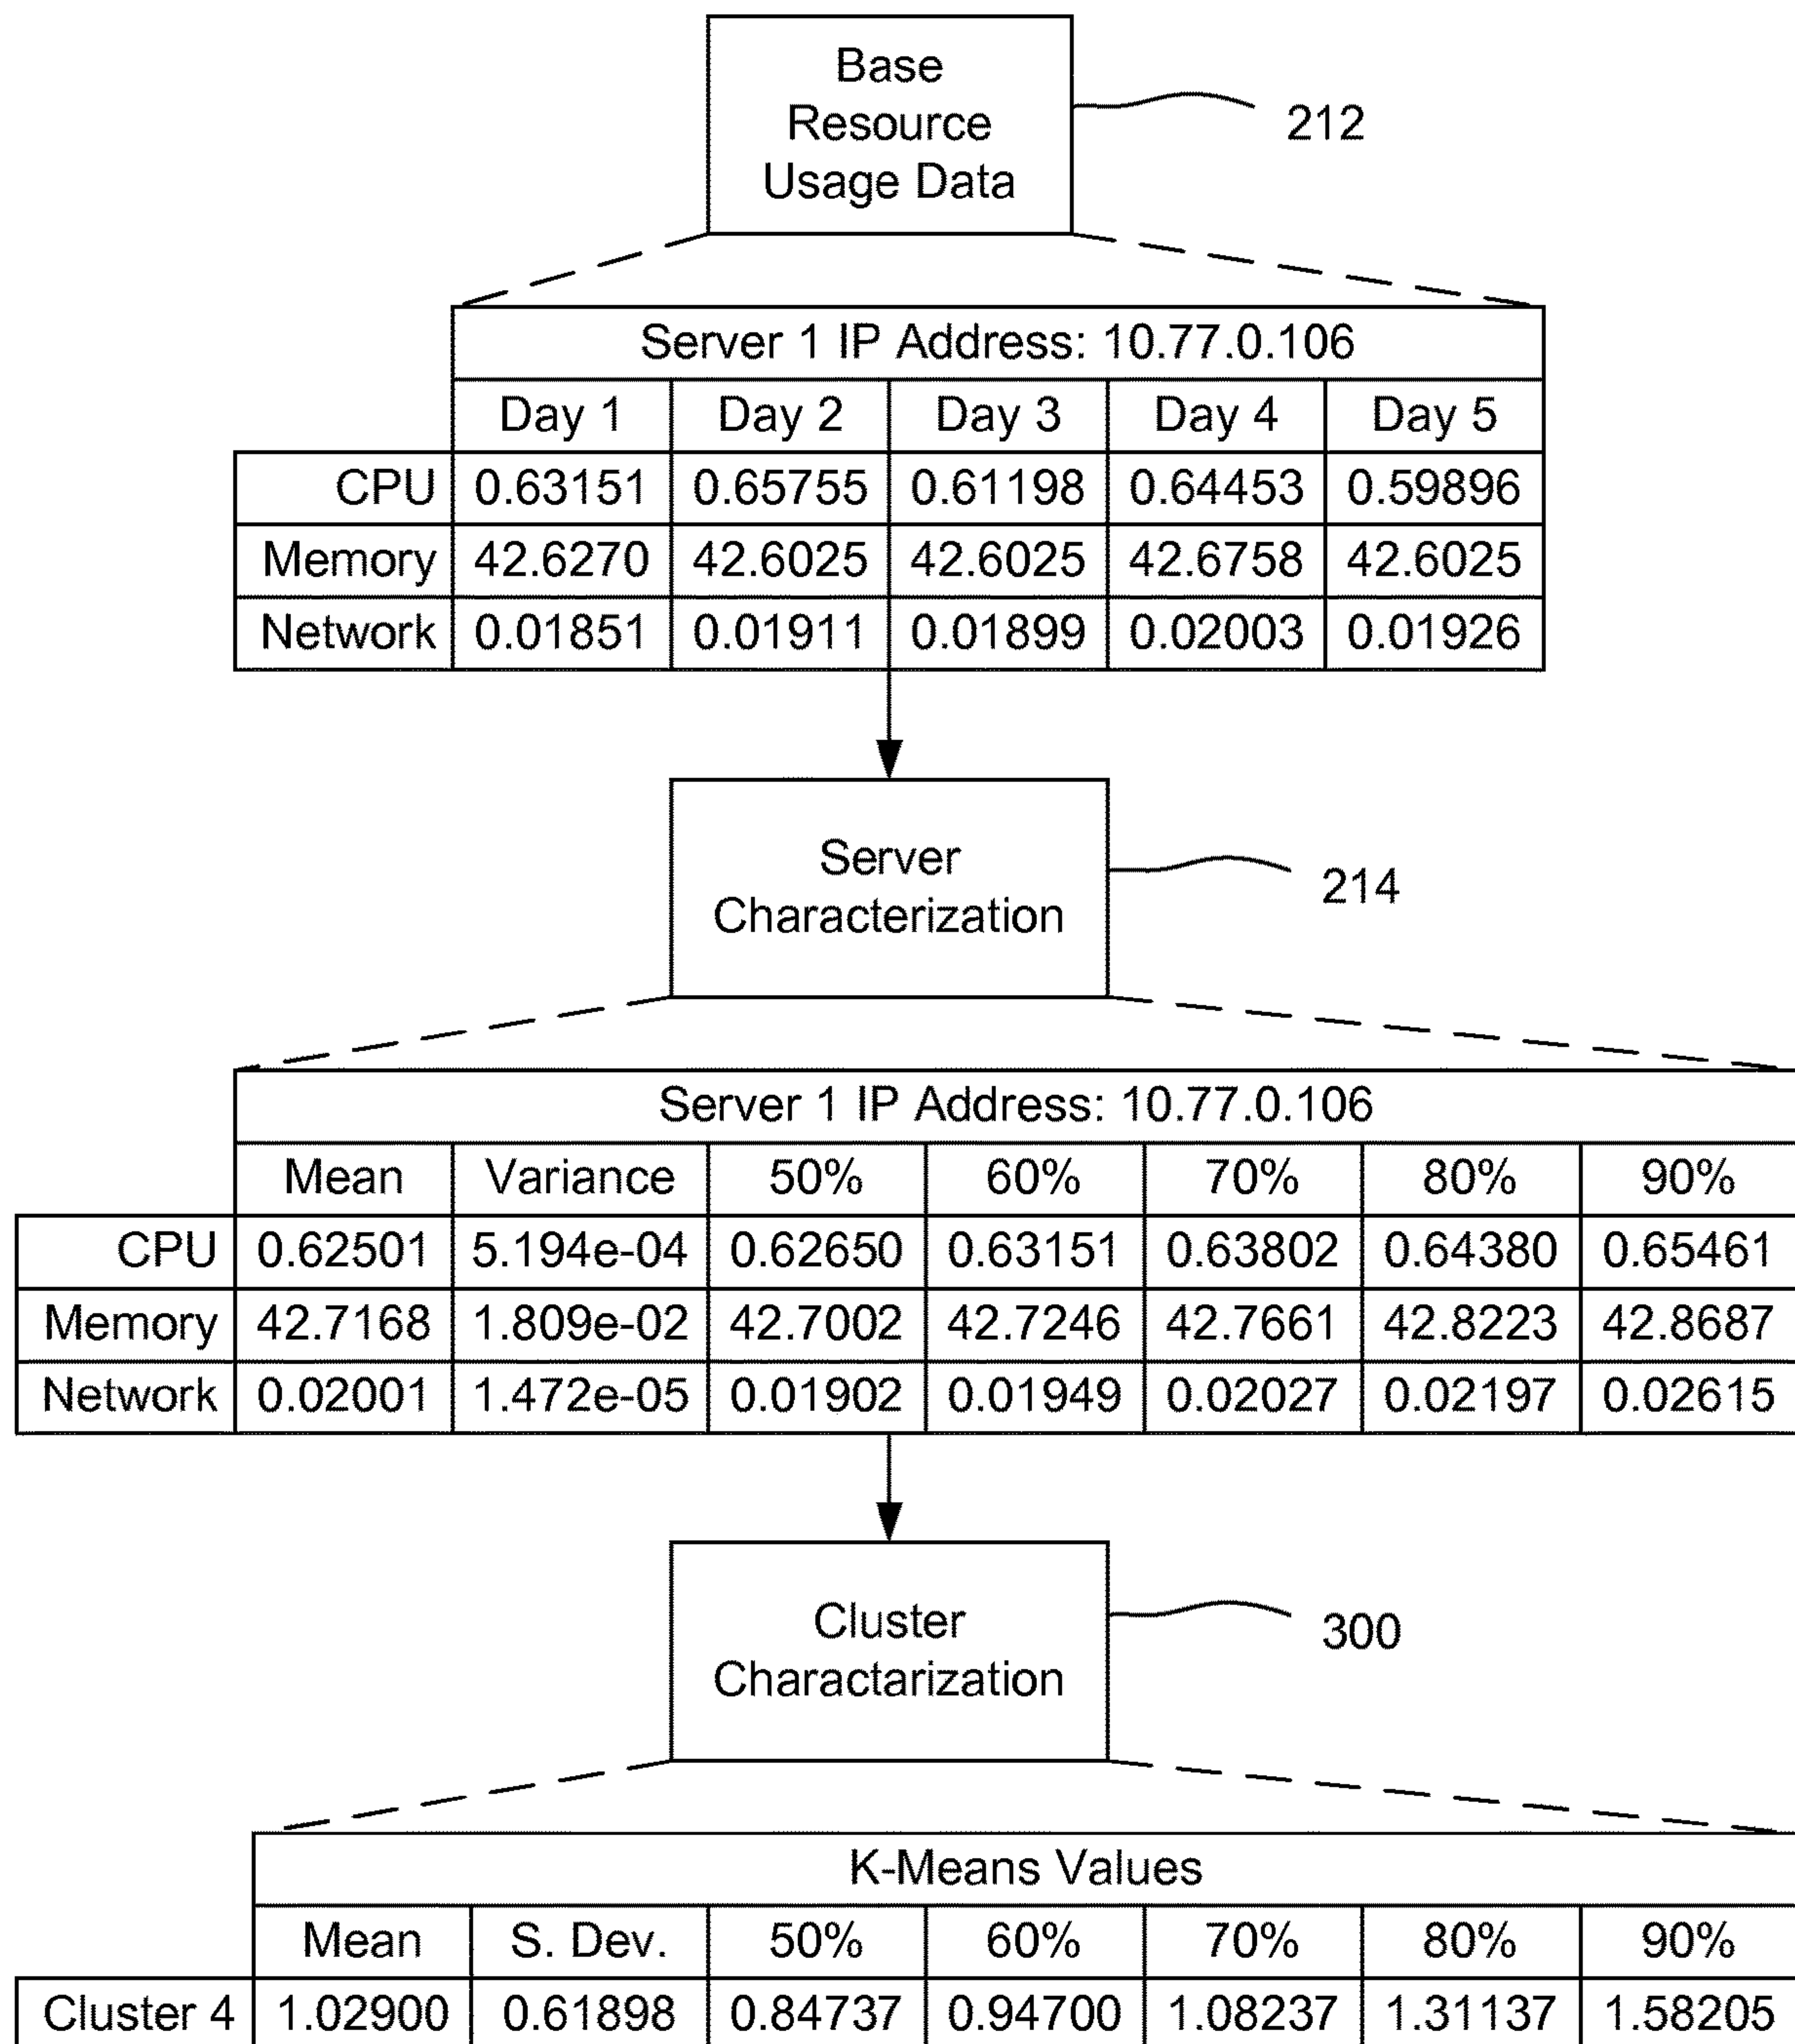 Base
Resource
Usage Data
212
Server 1 IP Address: 10.77.0.106
Day 1 Day 2 Day 3 Day 4 Day 5
CPU 0.63151 0.65755 0.61198 0.64453 0.59896
Memory 42.6270 42.6025 42.6025 42.6758 42.6025
Network 0.01851 0.01911 0.01899 0.02003 0.01926
Server
Characterization
214
Server 1 IP Address: 10.77.0.106
Mean Variance 50% 60% 70% 80% 90%
CPU 0.62501 5.194e-04 0.62650 0.63151 0.63802 0.64380 0.65461
Memory 42.7168 1.809e-02 42.7002 42.7246 42.7661 42.8223 42.8687
Network 0.02001 1.472e-05 0.01902 0.01949 0.02027 0.02197 0.02615
Cluster
Charactarization
300
K-Means Values
Mean S. Dev. 50% 60% 70% 80% 90%
Cluster 4 1.02900 0.61898 0.84737 0.94700 1.08237 1.31137 1.58205